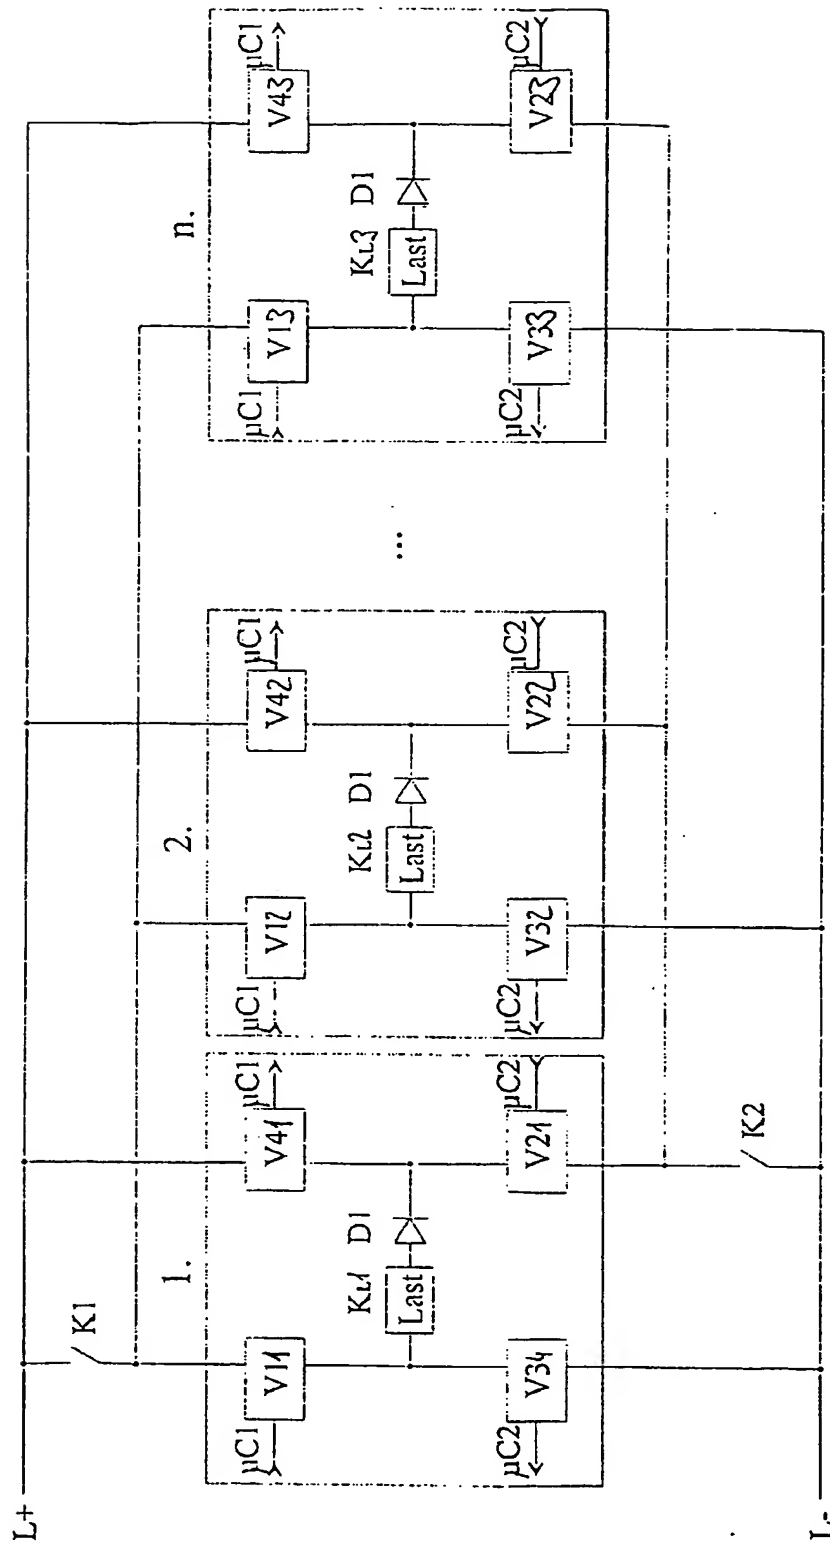 L+
K1
1.
2.
n.
μC1
V11
V41
μC1
μC1
V12
V42
μC1
μC1
V13
V43
μC1
KL1
D1
Last
KL2
D1
Last
...
KL3
D1
Last
μC2
V34
V21
μC2
μC2
V32
V22
μC2
μC2
V33
V23
μC2
K2
L-